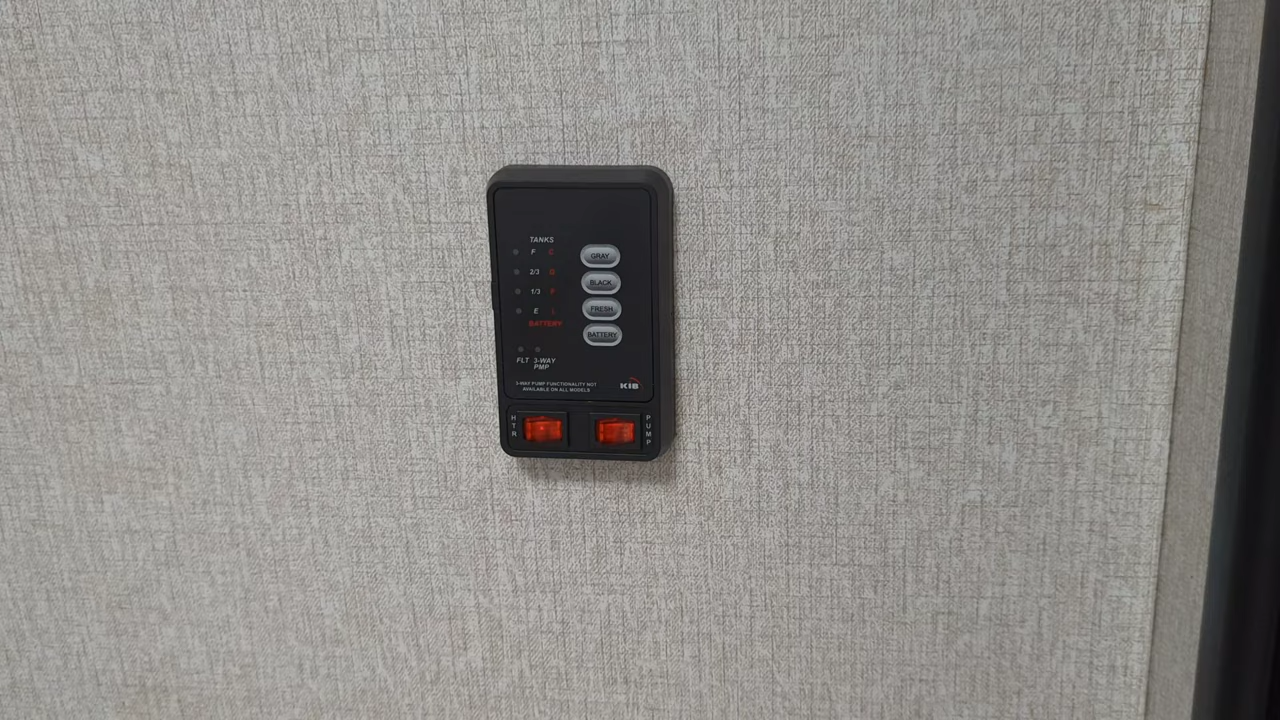 TANKS
F C
2/3 G
1/3 F
E L
BATTERY
GRAY
BLACK
FRESH
BATTERY
FLT 3-WAY
PMP
3-WAY PUMP FUNCTIONALITY NOT
AVAILABLE ON ALL MODELS
KIB
HTR
PUMP